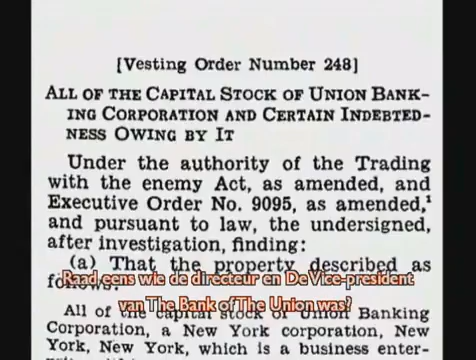 [Vesting Order Number 248]
ALL OF THE CAPITAL STOCK OF UNION BANK-
ING CORPORATION AND CERTAIN INDEBTED-
NESS OWING BY IT
Under the authority of the Trading
with the enemy Act, as amended, and
Executive Order No. 9095, as amended,¹
and pursuant to law, the undersigned,
after investigation, finding:
(a) That the property described as
follows:
Raad eens wie de directeur en De Vice-president
van The Bank of The Union was?
All of the capital stock of Union Banking
Corporation, a New York corporation, New
York, New York, which is a business enter-